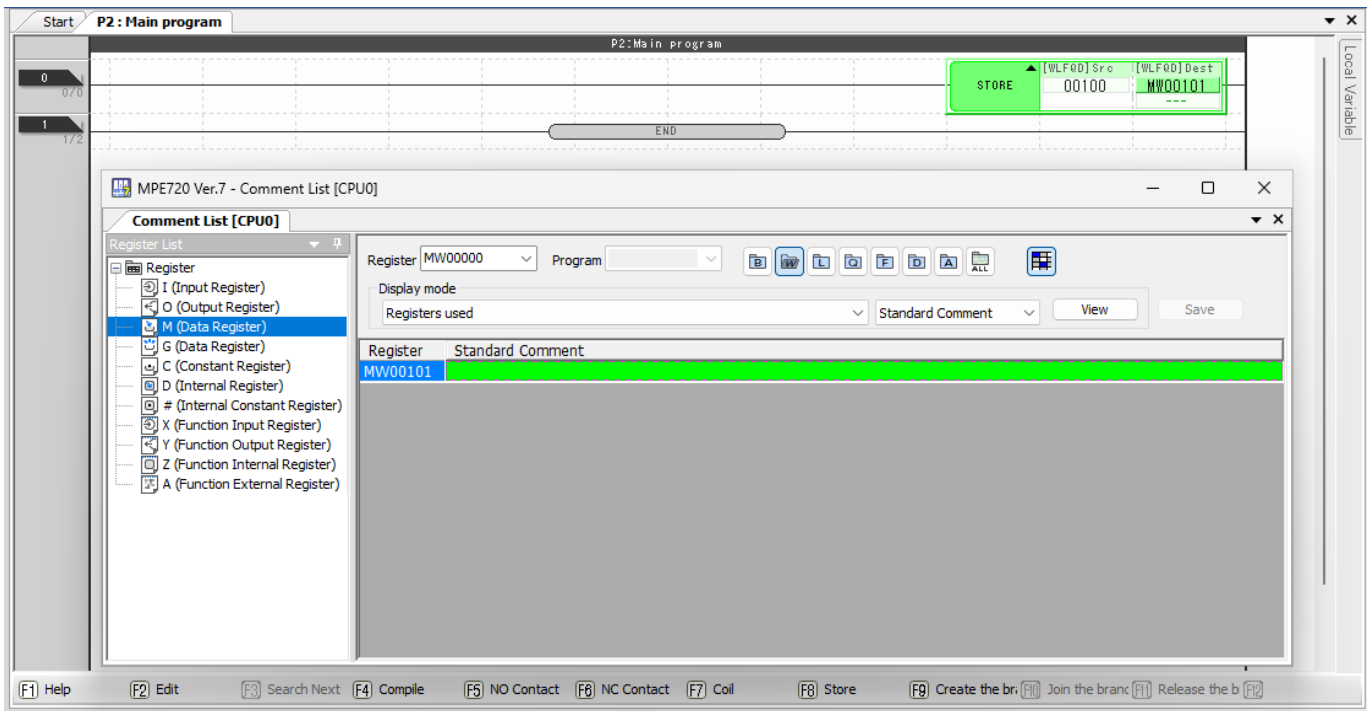 Start P2 : Main program
P2:Main program
0
0/0
STORE [WLFQD]Src [WLFQD]Dest
00100 MW00101
---
1
1/2
END
Local Variable
MPE720 Ver.7 - Comment List [CPU0]
Comment List [CPU0]
Register List
Register
I (Input Register)
O (Output Register)
M (Data Register)
G (Data Register)
C (Constant Register)
D (Internal Register)
# (Internal Constant Register)
X (Function Input Register)
Y (Function Output Register)
Z (Function Internal Register)
A (Function External Register)
Register MW00000 Program B W L Q F D A ALL
Display mode
Registers used Standard Comment View Save
Register Standard Comment
MW00101
F1 Help F2 Edit F3 Search Next F4 Compile F5 NO Contact F6 NC Contact F7 Coil F8 Store F9 Create the br F10 Join the branc F11 Release the b F12